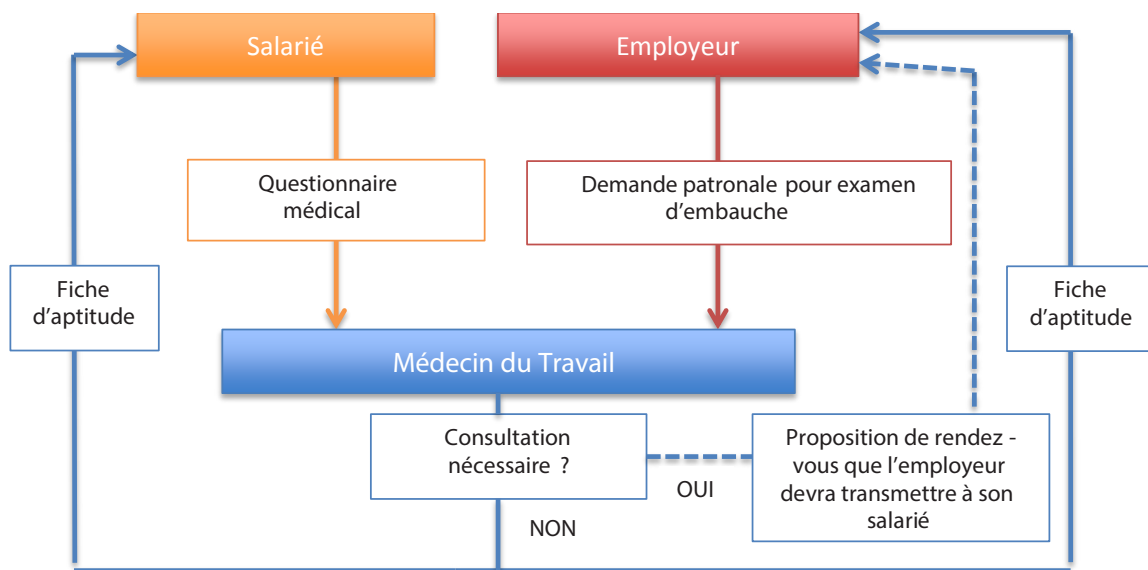 Salarié
Employeur
Questionnaire
médical
Demande patronale pour examen
d'embauche
Fiche
d'aptitude
Fiche
d'aptitude
Médecin du Travail
Consultation
nécessaire ?
OUI
Proposition de rendez -
vous que l'employeur
devra transmettre à son
salarié
NON